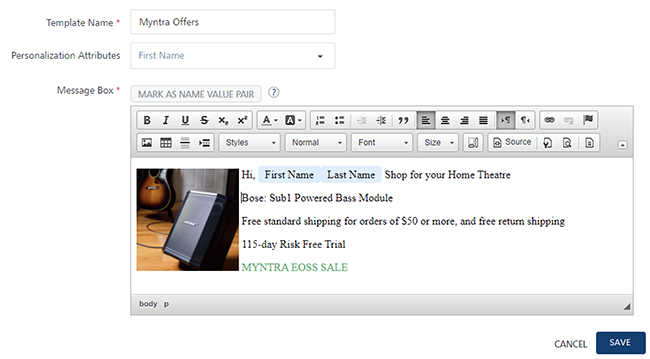 Template Name *
Myntra Offers
Personalization Attributes
First Name
Message Box *
MARK AS NAME VALUE PAIR
?
B I U S x₂ x² A A
Styles Normal Font Size Source
Hi, First Name Last Name Shop for your Home Theatre
Bose: Sub1 Powered Bass Module
Free standard shipping for orders of $50 or more, and free return shipping
115-day Risk Free Trial
MYNTRA EOSS SALE
body p
CANCEL SAVE